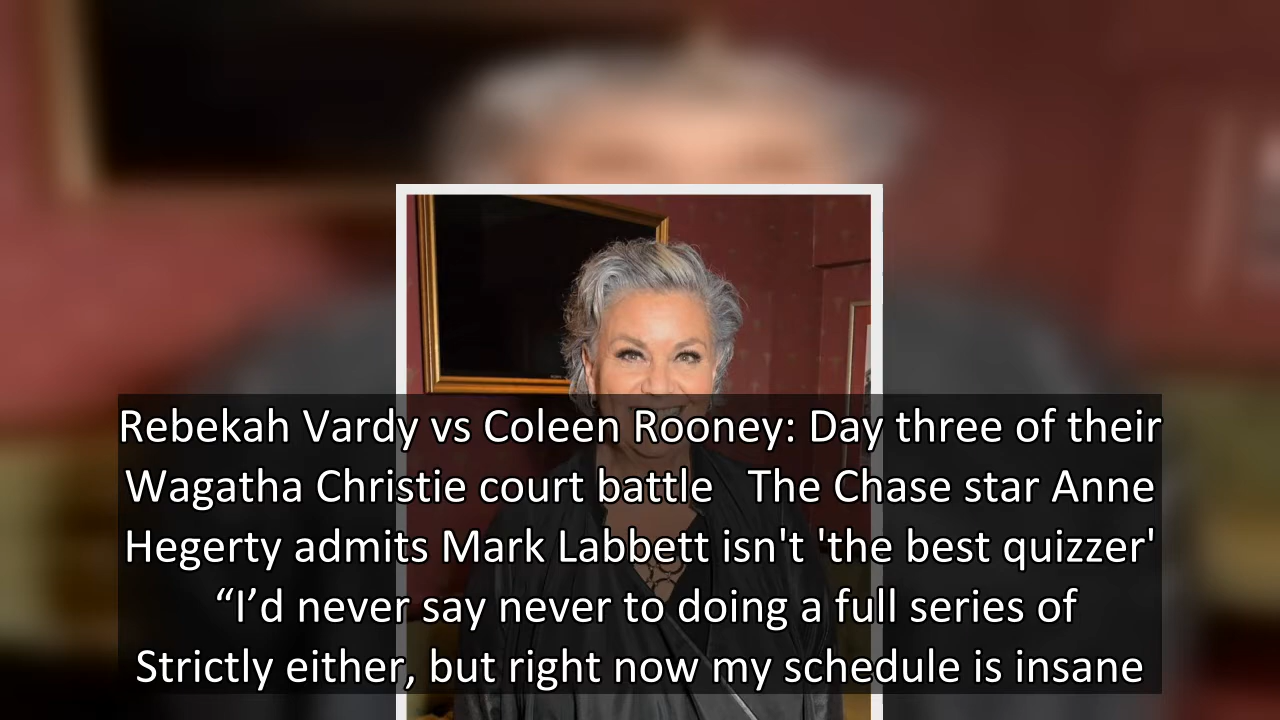 Rebekah Vardy vs Coleen Rooney: Day three of their
Wagatha Christie court battle   The Chase star Anne
Hegerty admits Mark Labbett isn't 'the best quizzer'
“I’d never say never to doing a full series of
Strictly either, but right now my schedule is insane